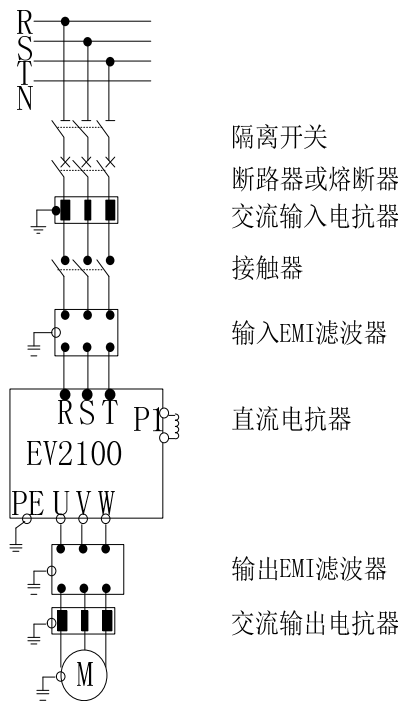 R
S
T
N
隔离开关
断路器或熔断器
交流输入电抗器
接触器
输入EMI滤波器
R S T
P1
直流电抗器
EV2100
PE U V W
输出EMI滤波器
交流输出电抗器
M